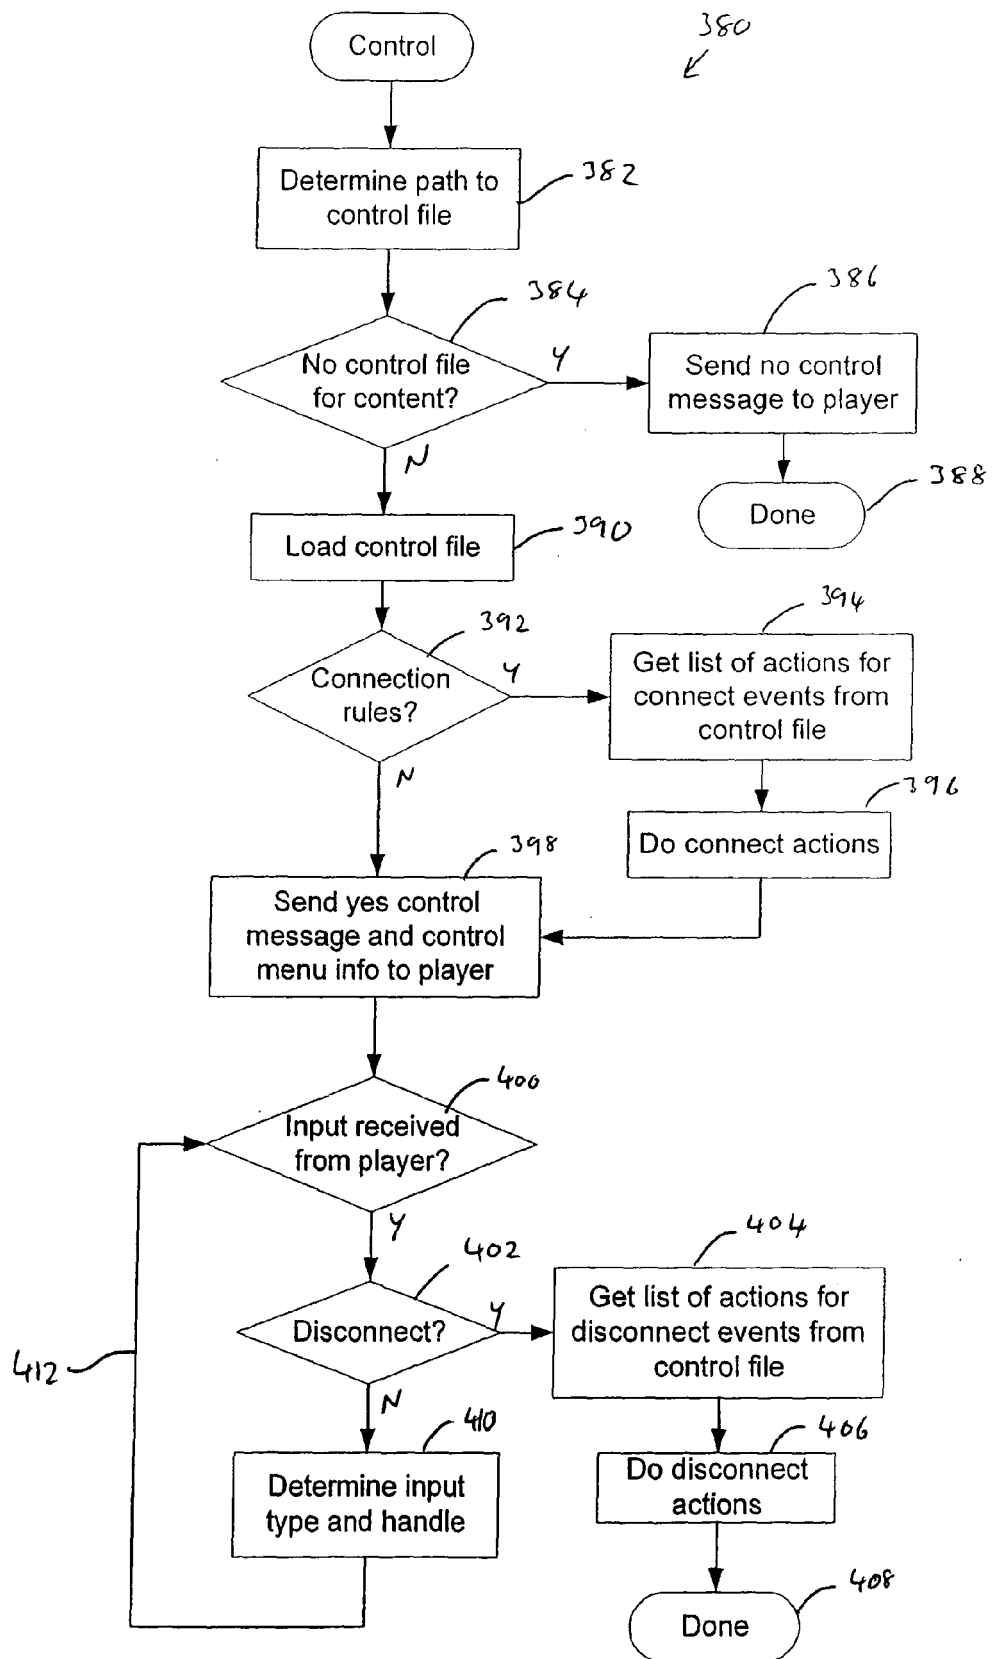 Control
380
Determine path to
control file
382
384
No control file
for content?
Y
386
Send no control
message to player
N
388
Done
Load control file
390
392
Connection
rules?
Y
394
Get list of actions for
connect events from
control file
N
396
Do connect actions
398
Send yes control
message and control
menu info to player
400
Input received
from player?
Y
402
Disconnect?
Y
404
Get list of actions for
disconnect events from
control file
412
N
410
Determine input
type and handle
406
Do disconnect
actions
408
Done